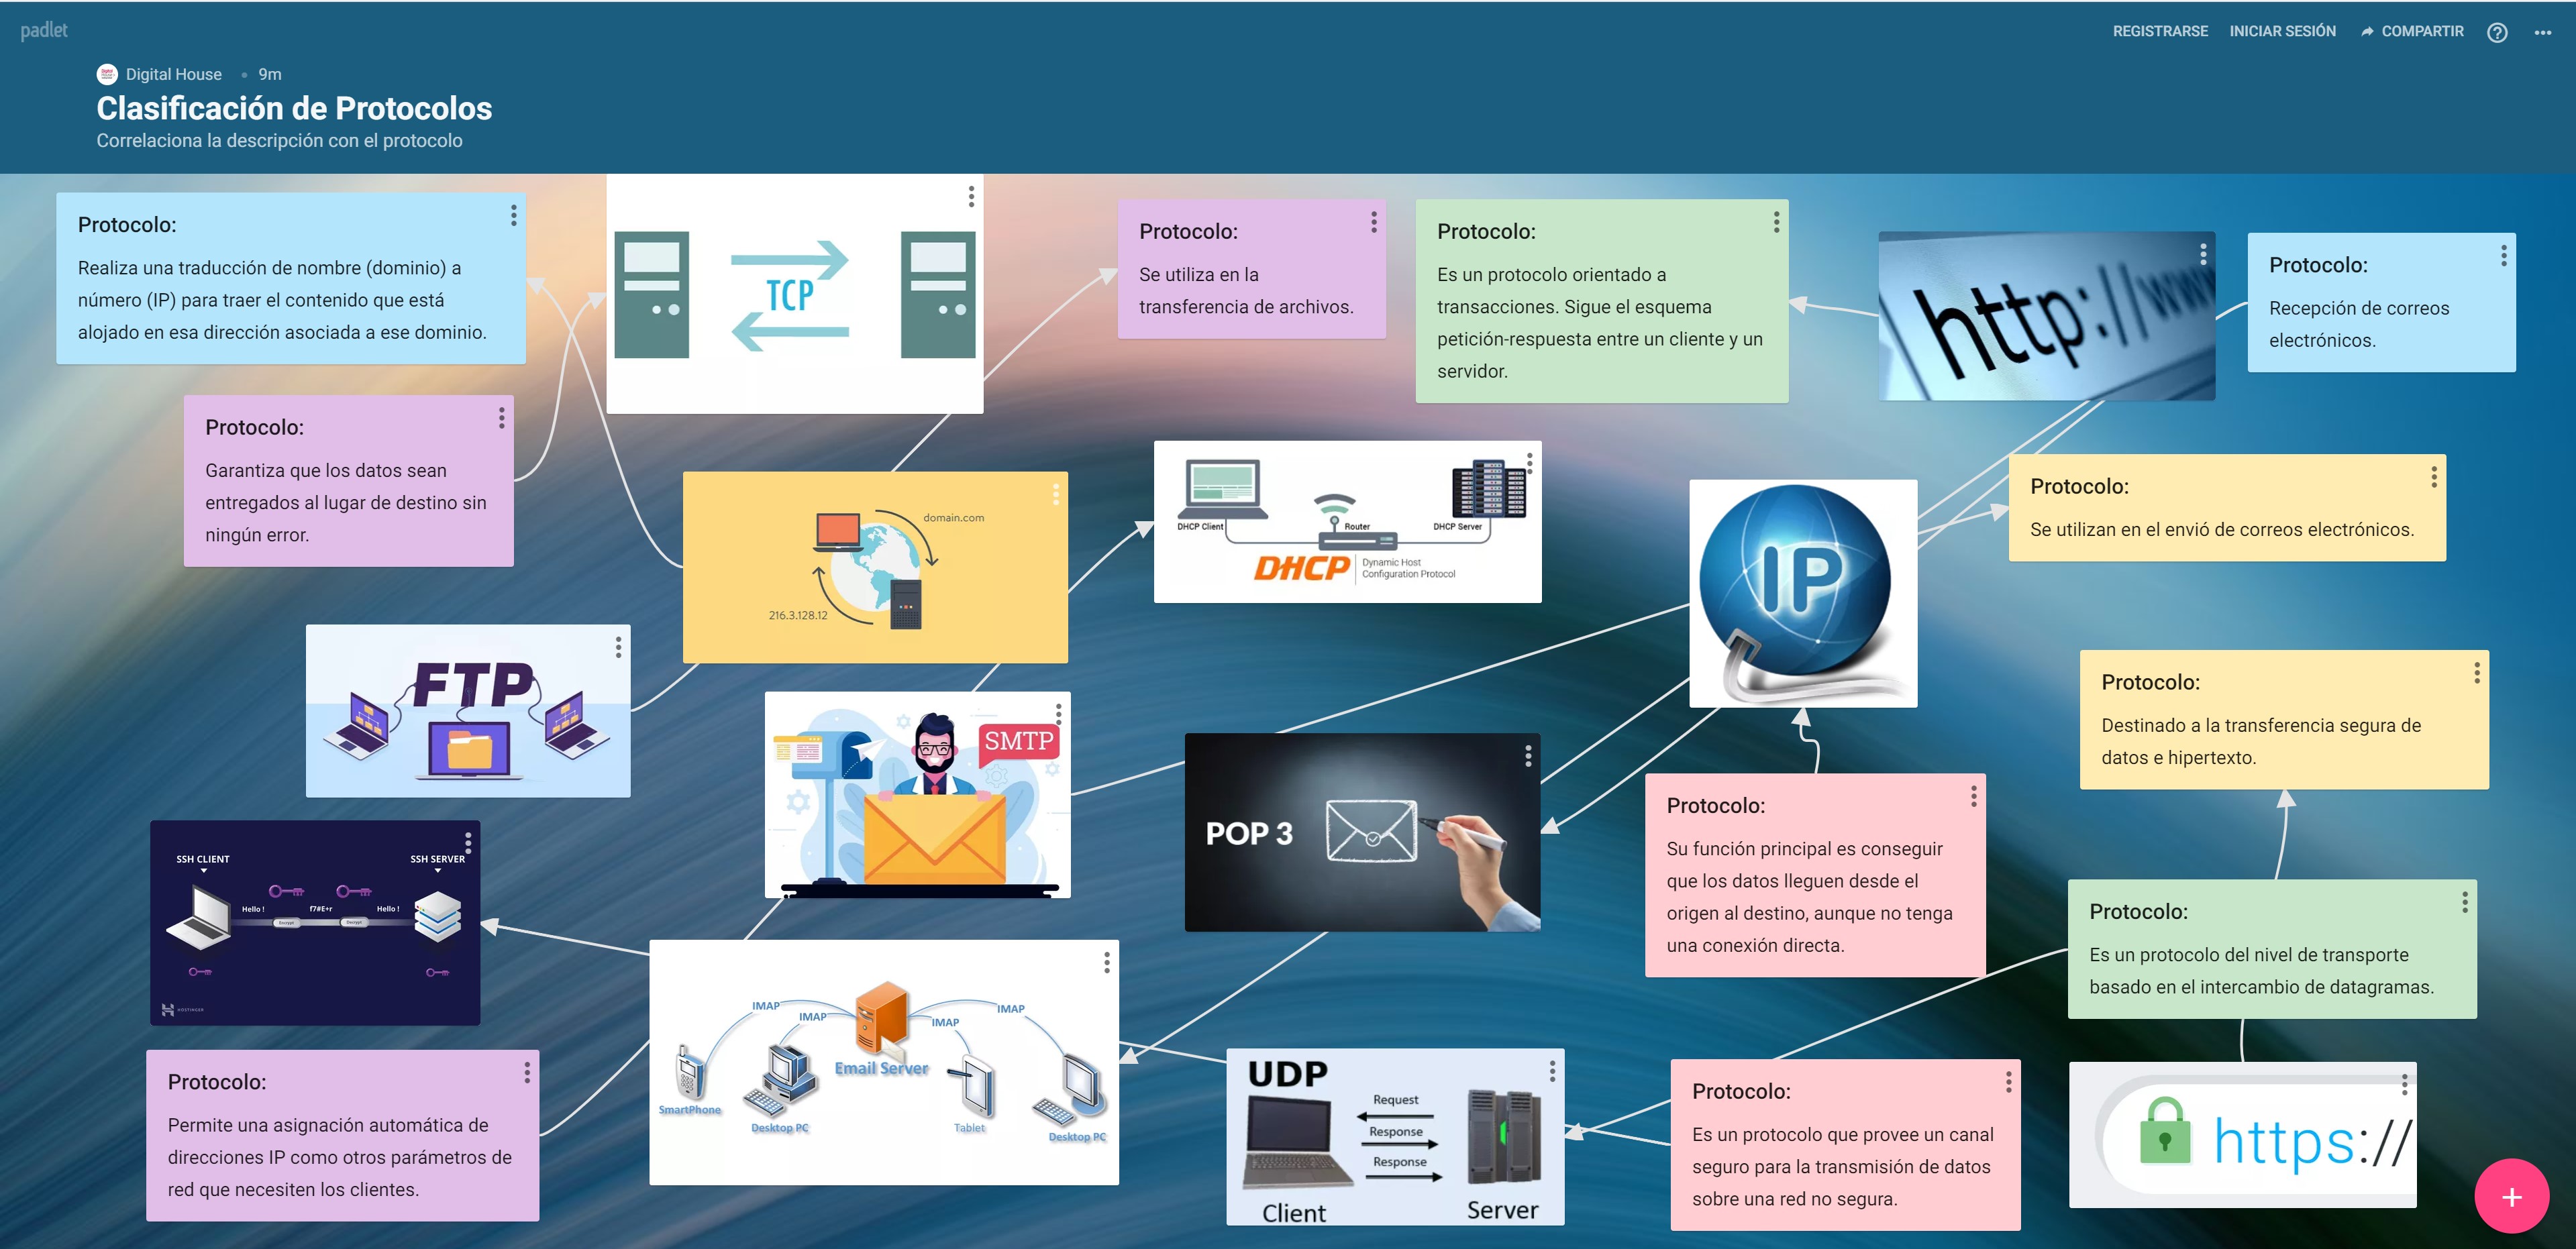 padlet
REGISTRARSE
INICIAR SESIÓN
COMPARTIR
Digital House • 9m
Clasificación de Protocolos
Correlaciona la descripción con el protocolo
Protocolo:
Realiza una traducción de nombre (dominio) a
número (IP) para traer el contenido que está
alojado en esa dirección asociada a ese dominio.
TCP
Protocolo:
Se utiliza en la
transferencia de archivos.
Protocolo:
Es un protocolo orientado a
transacciones. Sigue el esquema
petición-respuesta entre un cliente y un
servidor.
http://www
Protocolo:
Recepción de correos
electrónicos.
Protocolo:
Garantiza que los datos sean
entregados al lugar de destino sin
ningún error.
domain.com
216.3.128.12
DHCP Client
Router
DHCP Server
DHCP
Dynamic Host
Configuration Protocol
IP
Protocolo:
Se utilizan en el envió de correos electrónicos.
FTP
SMTP
POP 3
Protocolo:
Destinado a la transferencia segura de
datos e hipertexto.
Protocolo:
Su función principal es conseguir
que los datos lleguen desde el
origen al destino, aunque no tenga
una conexión directa.
SSH CLIENT
SSH SERVER
Hello !
Encrypt
f7#E+r
Encrypt
Hello !
HOSTINGER
Protocolo:
Es un protocolo del nivel de transporte
basado en el intercambio de datagramas.
IMAP
IMAP
IMAP
IMAP
Email Server
SmartPhone
Desktop PC
Tablet
Desktop PC
Protocolo:
Permite una asignación automática de
direcciones IP como otros parámetros de
red que necesiten los clientes.
UDP
Request
Response
Response
Client
Server
Protocolo:
Es un protocolo que provee un canal
seguro para la transmisión de datos
sobre una red no segura.
https://